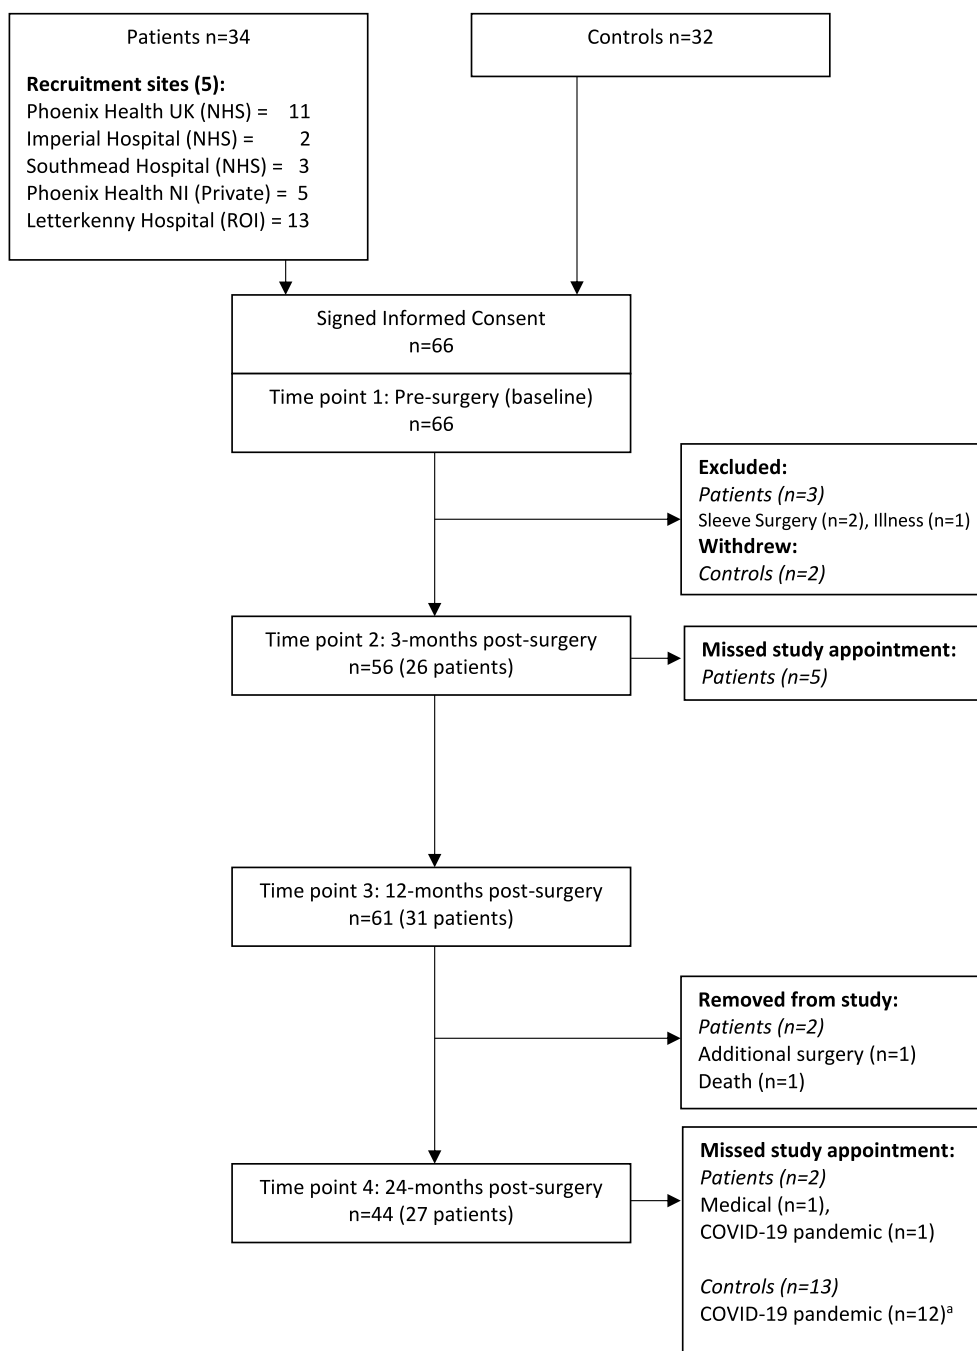 Patients n=34
Recruitment sites (5):
Phoenix Health UK (NHS) = 11
Imperial Hospital (NHS) = 2
Southmead Hospital (NHS) = 3
Phoenix Health NI (Private) = 5
Letterkenny Hospital (ROI) = 13
Controls n=32
Signed Informed Consent
n=66
Time point 1: Pre-surgery (baseline)
n=66
Excluded:
Patients (n=3)
Sleeve Surgery (n=2), Illness (n=1)
Withdrew:
Controls (n=2)
Time point 2: 3-months post-surgery
n=56 (26 patients)
Missed study appointment:
Patients (n=5)
Time point 3: 12-months post-surgery
n=61 (31 patients)
Removed from study:
Patients (n=2)
Additional surgery (n=1)
Death (n=1)
Time point 4: 24-months post-surgery
n=44 (27 patients)
Missed study appointment:
Patients (n=2)
Medical (n=1),
COVID-19 pandemic (n=1)
Controls (n=13)
COVID-19 pandemic (n=12)ᵃ